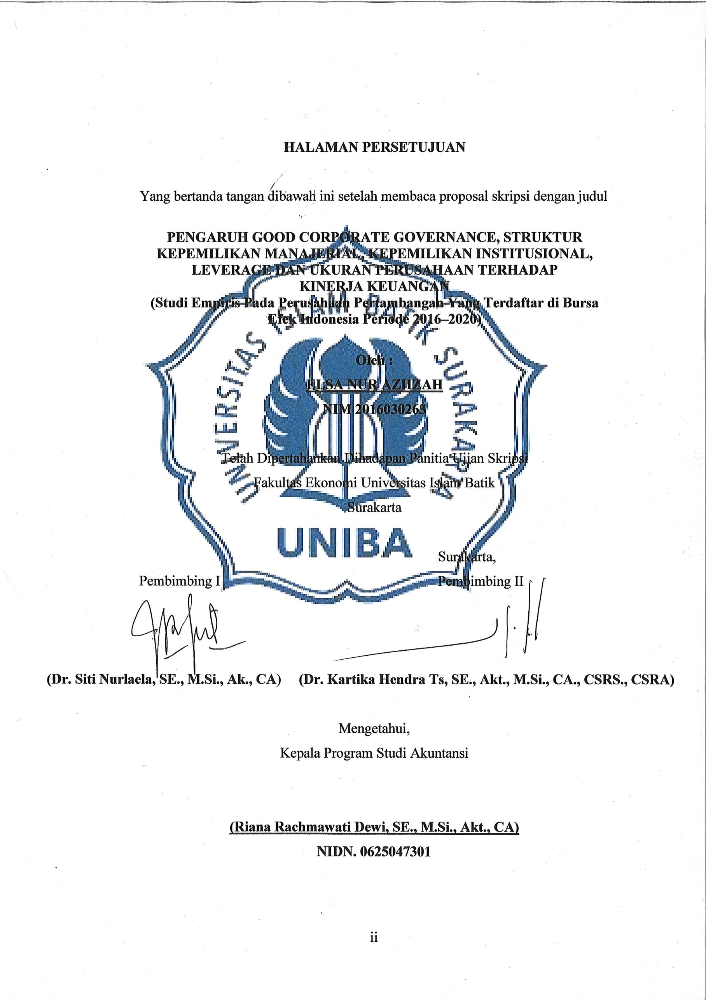 HALAMAN PERSETUJUAN
Yang bertanda tangan dibawah ini setelah membaca proposal skripsi dengan judul
PENGARUH GOOD CORPORATE GOVERNANCE, STRUKTUR
KEPEMILIKAN MANAJERIAL, KEPEMILIKAN INSTITUSIONAL,
LEVERAGE DAN UKURAN PERUSAHAAN TERHADAP
KINERJA KEUANGAN
(Studi Empiris Pada Perusahaan Pertambangan Yang Terdaftar di Bursa
Efek Indonesia Periode 2016–2020)
UNIVERSITAS ISLAM BATIK SURAKARTA
Oleh :
ELSA NUR AZIIZAH
NIM 2016030263
Telah Dipertahankan Dihadapan Panitia Ujian Skripsi
Fakultas Ekonomi Universitas Islam Batik
Surakarta
UNIBA
Surakarta,
Pembimbing I Pembimbing II
(Dr. Siti Nurlaela, SE., M.Si., Ak., CA) (Dr. Kartika Hendra Ts, SE., Akt., M.Si., CA., CSRS., CSRA)
Mengetahui,
Kepala Program Studi Akuntansi
(Riana Rachmawati Dewi, SE., M.Si., Akt., CA)
NIDN. 0625047301
ii